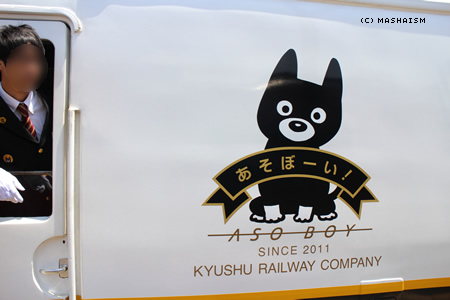 (C) MASHAISM
あそぼーい!
ASO BOY
SINCE 2011
KYUSHU RAILWAY COMPANY